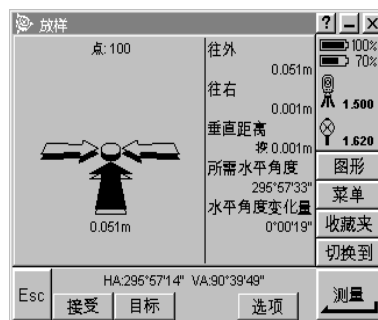 放样
? _ X
点: 100
0.051m
往外
0.051m
往右
0.001m
垂直距离
挖 0.001m
所需水平角度
295°57'33"
水平角度变化量
0°00'19"
100%
70%
1.500
1.620
图形
菜单
收藏夹
切换到
测量
Esc
HA:295°57'14" VA:90°39'49"
接受
目标
选项